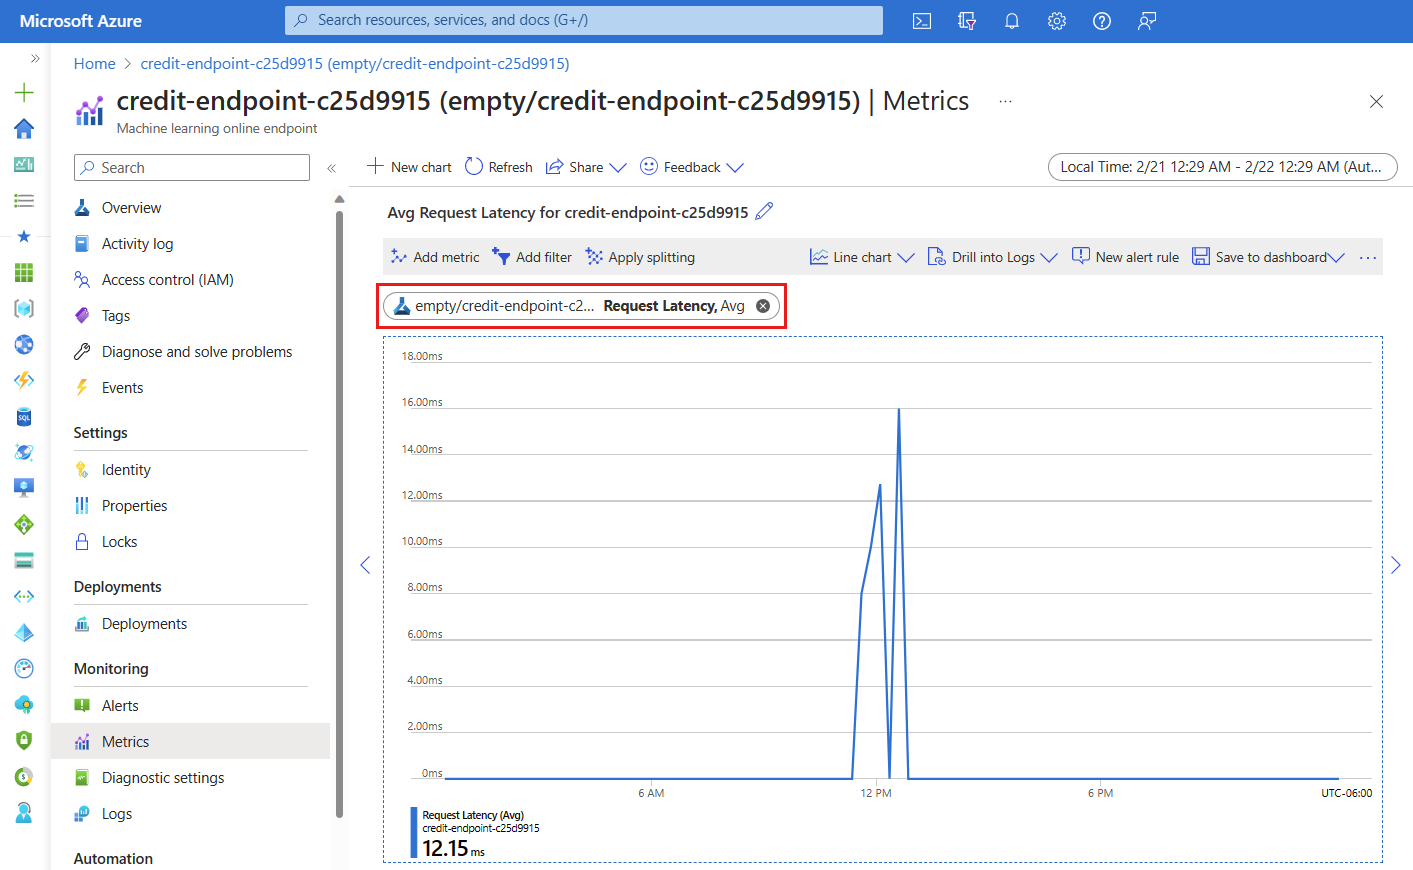 Microsoft Azure
Search resources, services, and docs (G+/)
Home > credit-endpoint-c25d9915 (empty/credit-endpoint-c25d9915)
credit-endpoint-c25d9915 (empty/credit-endpoint-c25d9915) | Metrics ...
Machine learning online endpoint
Search
New chart Refresh Share Feedback
Local Time: 2/21 12:29 AM - 2/22 12:29 AM (Aut...
Overview
Activity log
Access control (IAM)
Tags
Diagnose and solve problems
Events
Settings
Identity
Properties
Locks
Deployments
Deployments
Monitoring
Alerts
Metrics
Diagnostic settings
Logs
Automation
Avg Request Latency for credit-endpoint-c25d9915
Add metric Add filter Apply splitting Line chart Drill into Logs New alert rule Save to dashboard ...
empty/credit-endpoint-c2... Request Latency, Avg
18.00ms
16.00ms
14.00ms
12.00ms
10.00ms
8.00ms
6.00ms
4.00ms
2.00ms
0ms
6 AM 12 PM 6 PM UTC-06:00
Request Latency (Avg)
credit-endpoint-c25d9915
12.15 ms
SQL